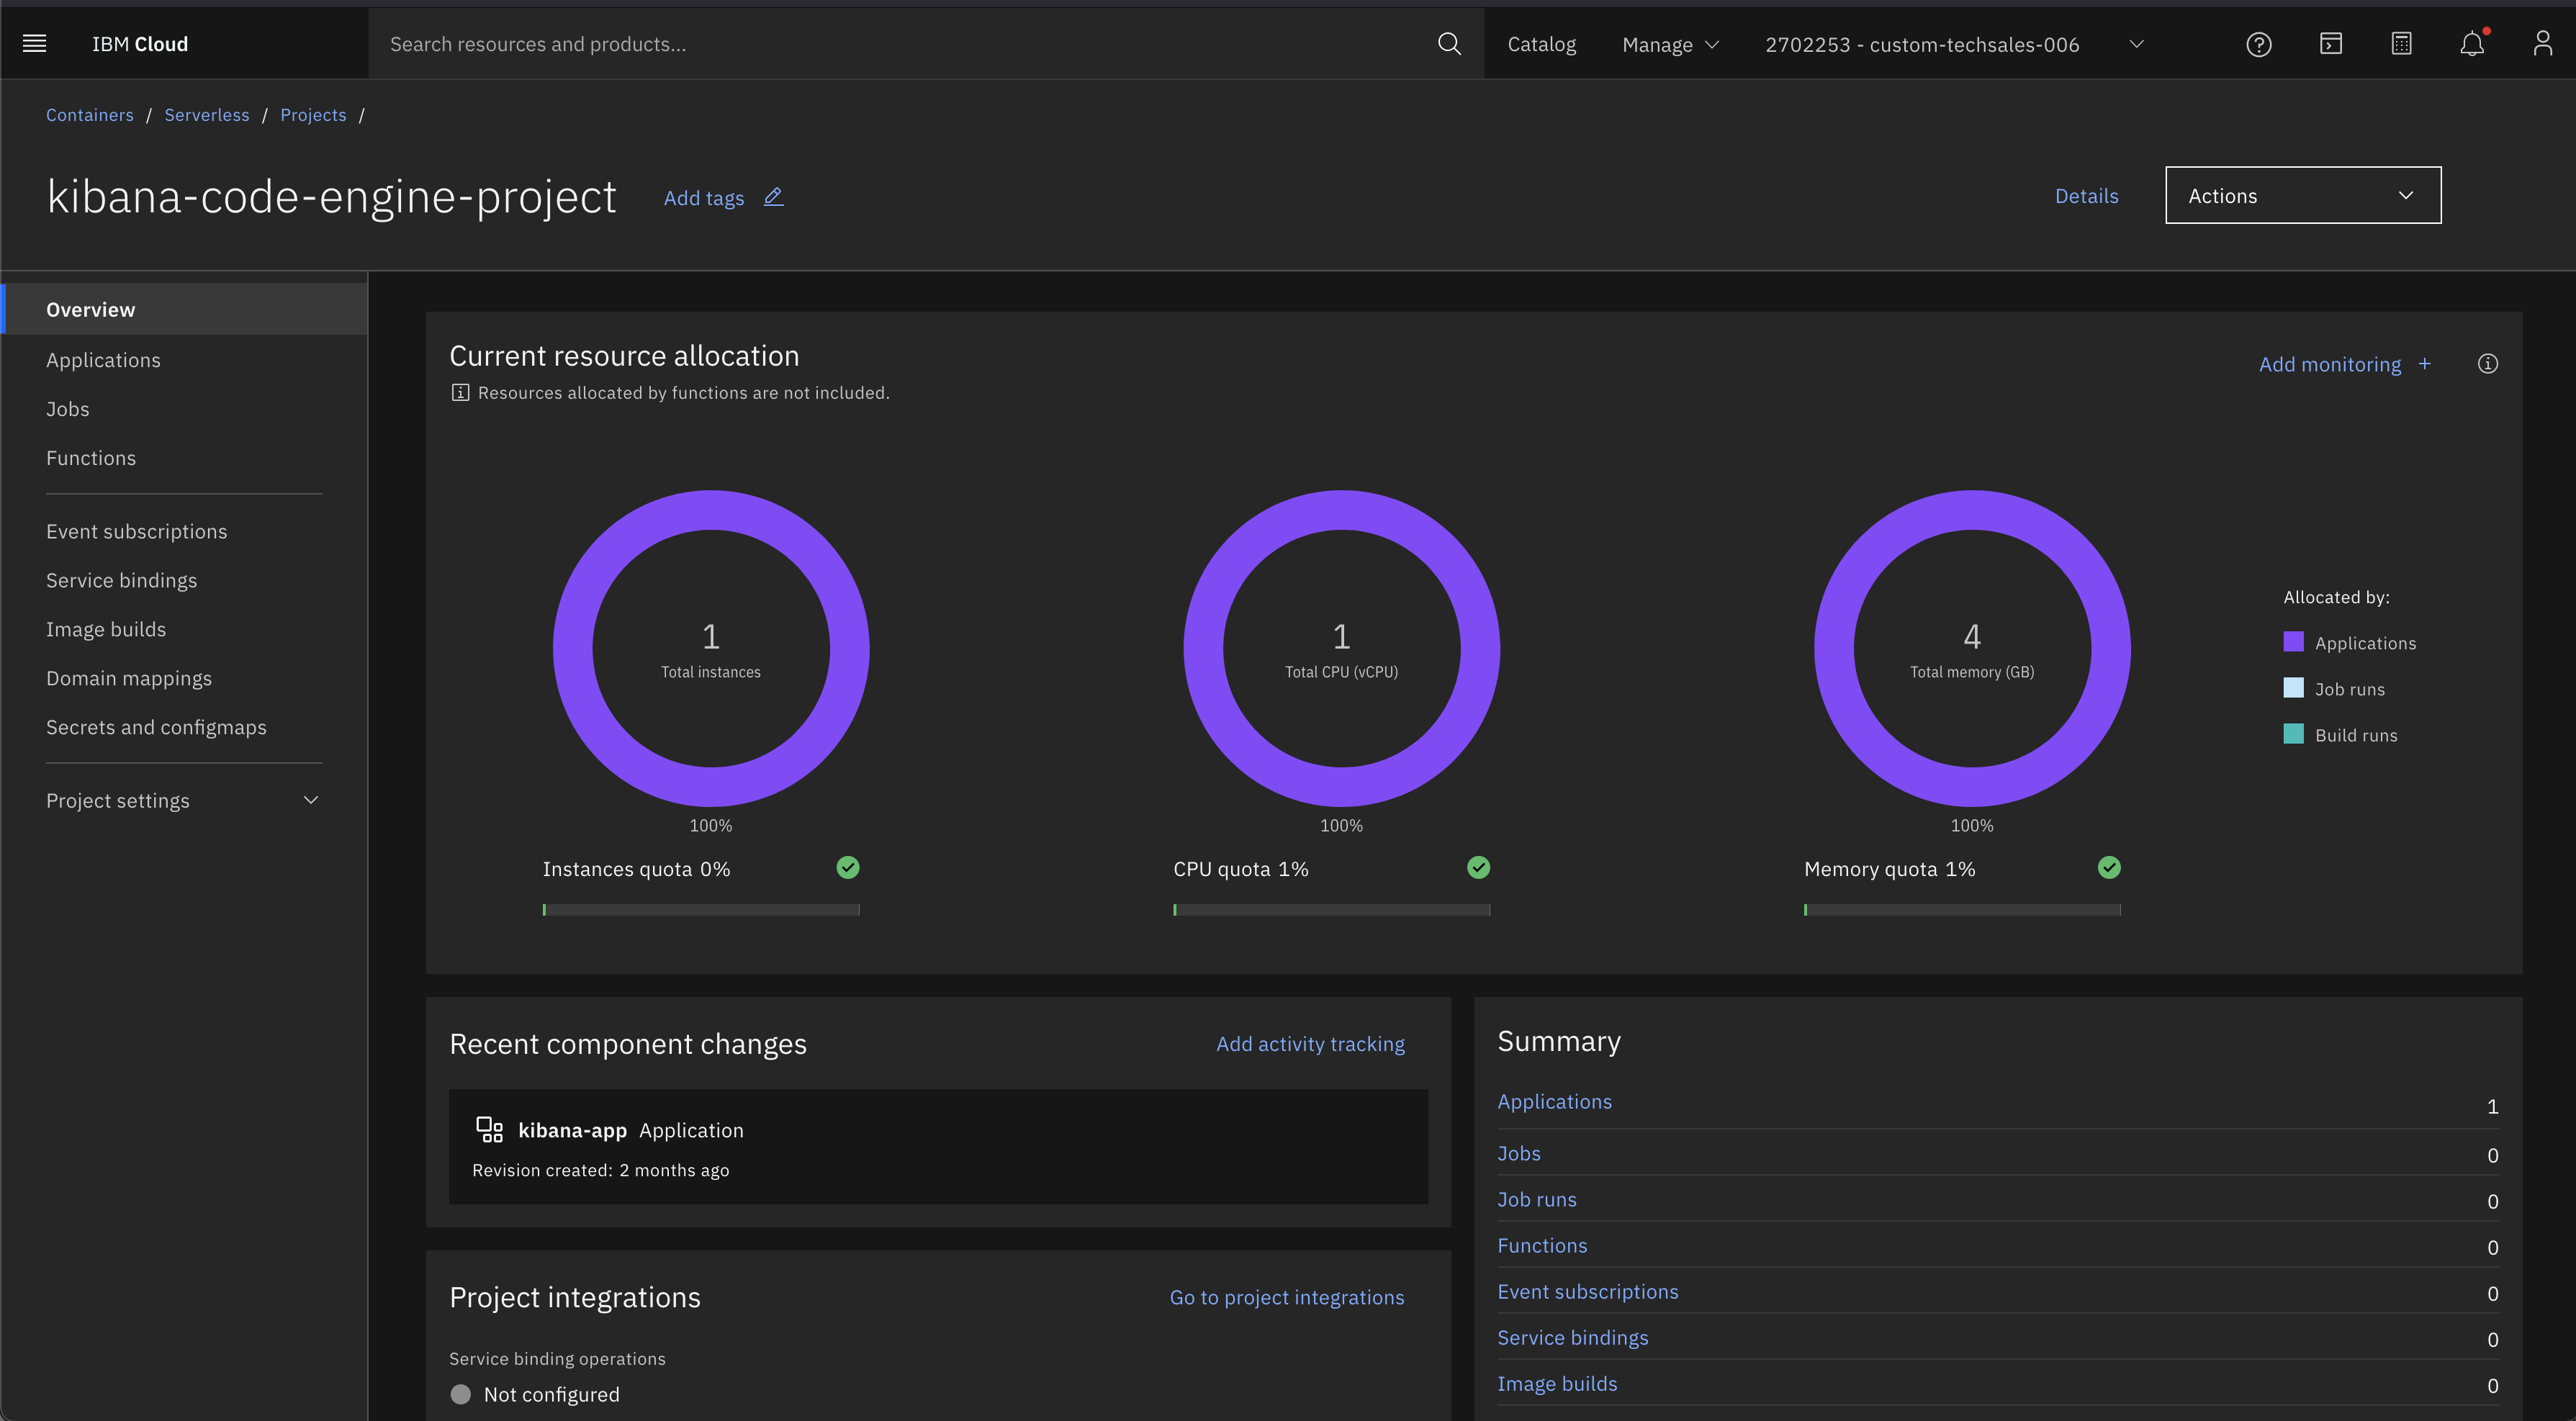 IBM Cloud
Search resources and products...
Catalog
Manage
2702253 - custom-techsales-006
Containers / Serverless / Projects /
kibana-code-engine-project
Add tags
Details
Actions
Overview
Applications
Jobs
Functions
Event subscriptions
Service bindings
Image builds
Domain mappings
Secrets and configmaps
Project settings
Current resource allocation
Resources allocated by functions are not included.
Add monitoring +
1
Total instances
100%
Instances quota 0%
1
Total CPU (vCPU)
100%
CPU quota 1%
4
Total memory (GB)
100%
Memory quota 1%
Allocated by:
Applications
Job runs
Build runs
Recent component changes
Add activity tracking
kibana-app Application
Revision created: 2 months ago
Project integrations
Go to project integrations
Service binding operations
Not configured
Summary
Applications 1
Jobs 0
Job runs 0
Functions 0
Event subscriptions 0
Service bindings 0
Image builds 0